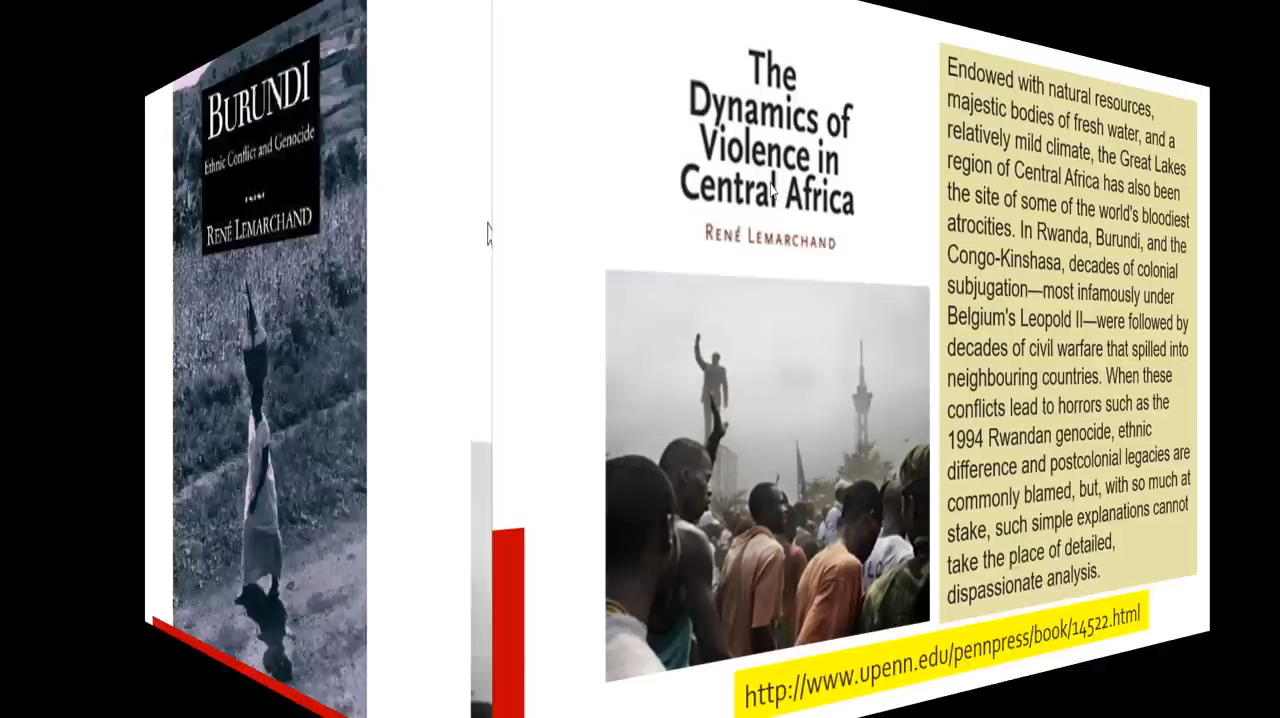 BURUNDI
Ethnic Conflict and Genocide
RENÉ LEMARCHAND
The
Dynamics of
Violence in
Central Africa
RENÉ LEMARCHAND
Endowed with natural resources,
majestic bodies of fresh water, and a
relatively mild climate, the Great Lakes
region of Central Africa has also been
the site of some of the world's bloodiest
atrocities. In Rwanda, Burundi, and the
Congo-Kinshasa, decades of colonial
subjugation—most infamously under
Belgium's Leopold II—were followed by
decades of civil warfare that spilled into
neighbouring countries. When these
conflicts lead to horrors such as the
1994 Rwandan genocide, ethnic
difference and postcolonial legacies are
commonly blamed, but, with so much at
stake, such simple explanations cannot
take the place of detailed,
dispassionate analysis.
http://www.upenn.edu/pennpress/book/14522.html